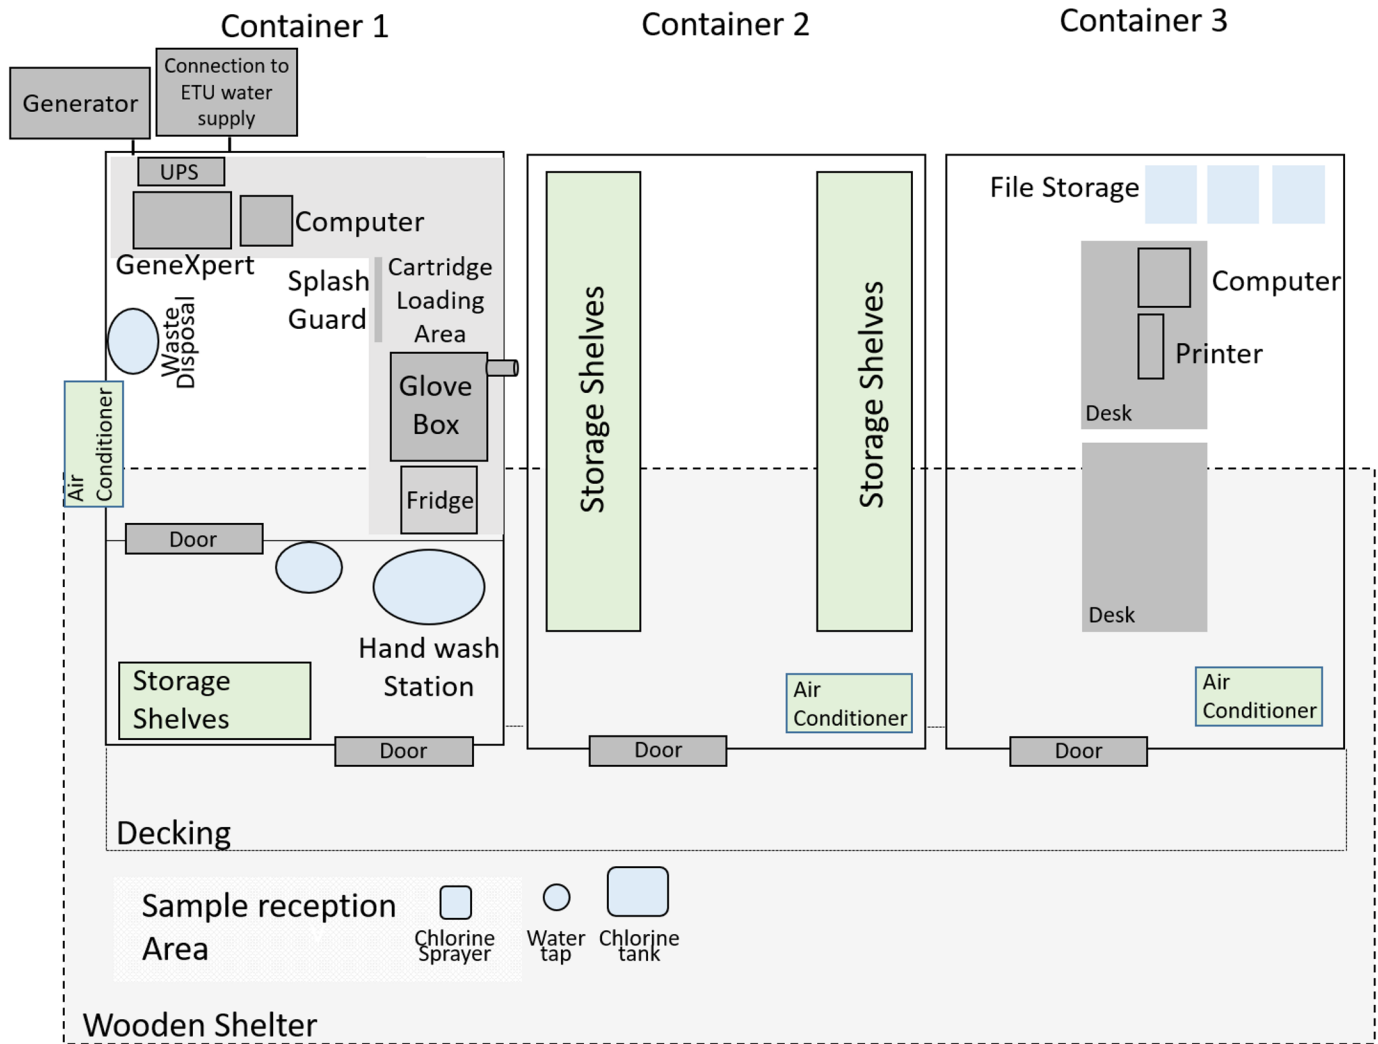 Container 1
Container 2
Container 3
Generator
Connection to
ETU water
supply
UPS
Computer
GeneXpert
Splash
Guard
Cartridge
Loading
Area
Waste
Disposal
Glove
Box
Air
Conditioner
Fridge
Door
Hand wash
Station
Storage
Shelves
Door
Storage Shelves
Storage Shelves
Air
Conditioner
Door
File Storage
Computer
Printer
Desk
Desk
Air
Conditioner
Door
Decking
Sample reception
Area
Chlorine
Sprayer
Water
tap
Chlorine
tank
Wooden Shelter